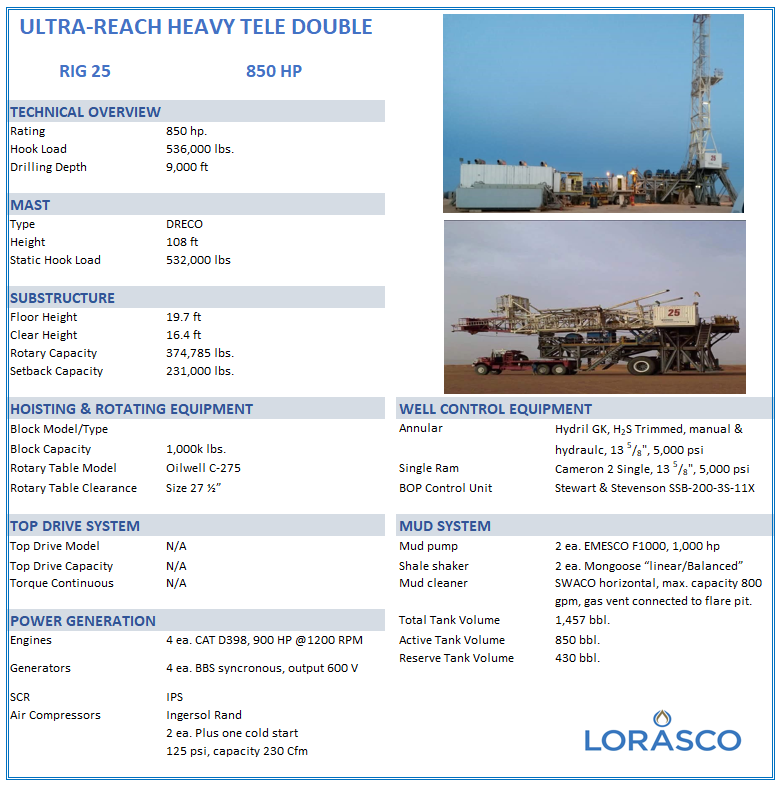 ULTRA-REACH HEAVY TELE DOUBLE
RIG 25 850 HP
TECHNICAL OVERVIEW
Rating 850 hp.
Hook Load 536,000 lbs.
Drilling Depth 9,000 ft
MAST
Type DRECO
Height 108 ft
Static Hook Load 532,000 lbs
SUBSTRUCTURE
Floor Height 19.7 ft
Clear Height 16.4 ft
Rotary Capacity 374,785 lbs.
Setback Capacity 231,000 lbs.
25
25
HOISTING & ROTATING EQUIPMENT
Block Model/Type
Block Capacity 1,000k lbs.
Rotary Table Model Oilwell C-275
Rotary Table Clearance Size 27 ½”
TOP DRIVE SYSTEM
Top Drive Model N/A
Top Drive Capacity N/A
Torque Continuous N/A
POWER GENERATION
Engines 4 ea. CAT D398, 900 HP @1200 RPM
Generators 4 ea. BBS syncronous, output 600 V
SCR IPS
Air Compressors Ingersol Rand
2 ea. Plus one cold start
125 psi, capacity 230 Cfm
WELL CONTROL EQUIPMENT
Annular Hydril GK, H₂S Trimmed, manual &
hydraulc, 13 ⁵/₈", 5,000 psi
Single Ram Cameron 2 Single, 13 ⁵/₈", 5,000 psi
BOP Control Unit Stewart & Stevenson SSB-200-3S-11X
MUD SYSTEM
Mud pump 2 ea. EMESCO F1000, 1,000 hp
Shale shaker 2 ea. Mongoose “linear/Balanced”
Mud cleaner SWACO horizontal, max. capacity 800
gpm, gas vent connected to flare pit.
Total Tank Volume 1,457 bbl.
Active Tank Volume 850 bbl.
Reserve Tank Volume 430 bbl.
LORASCO